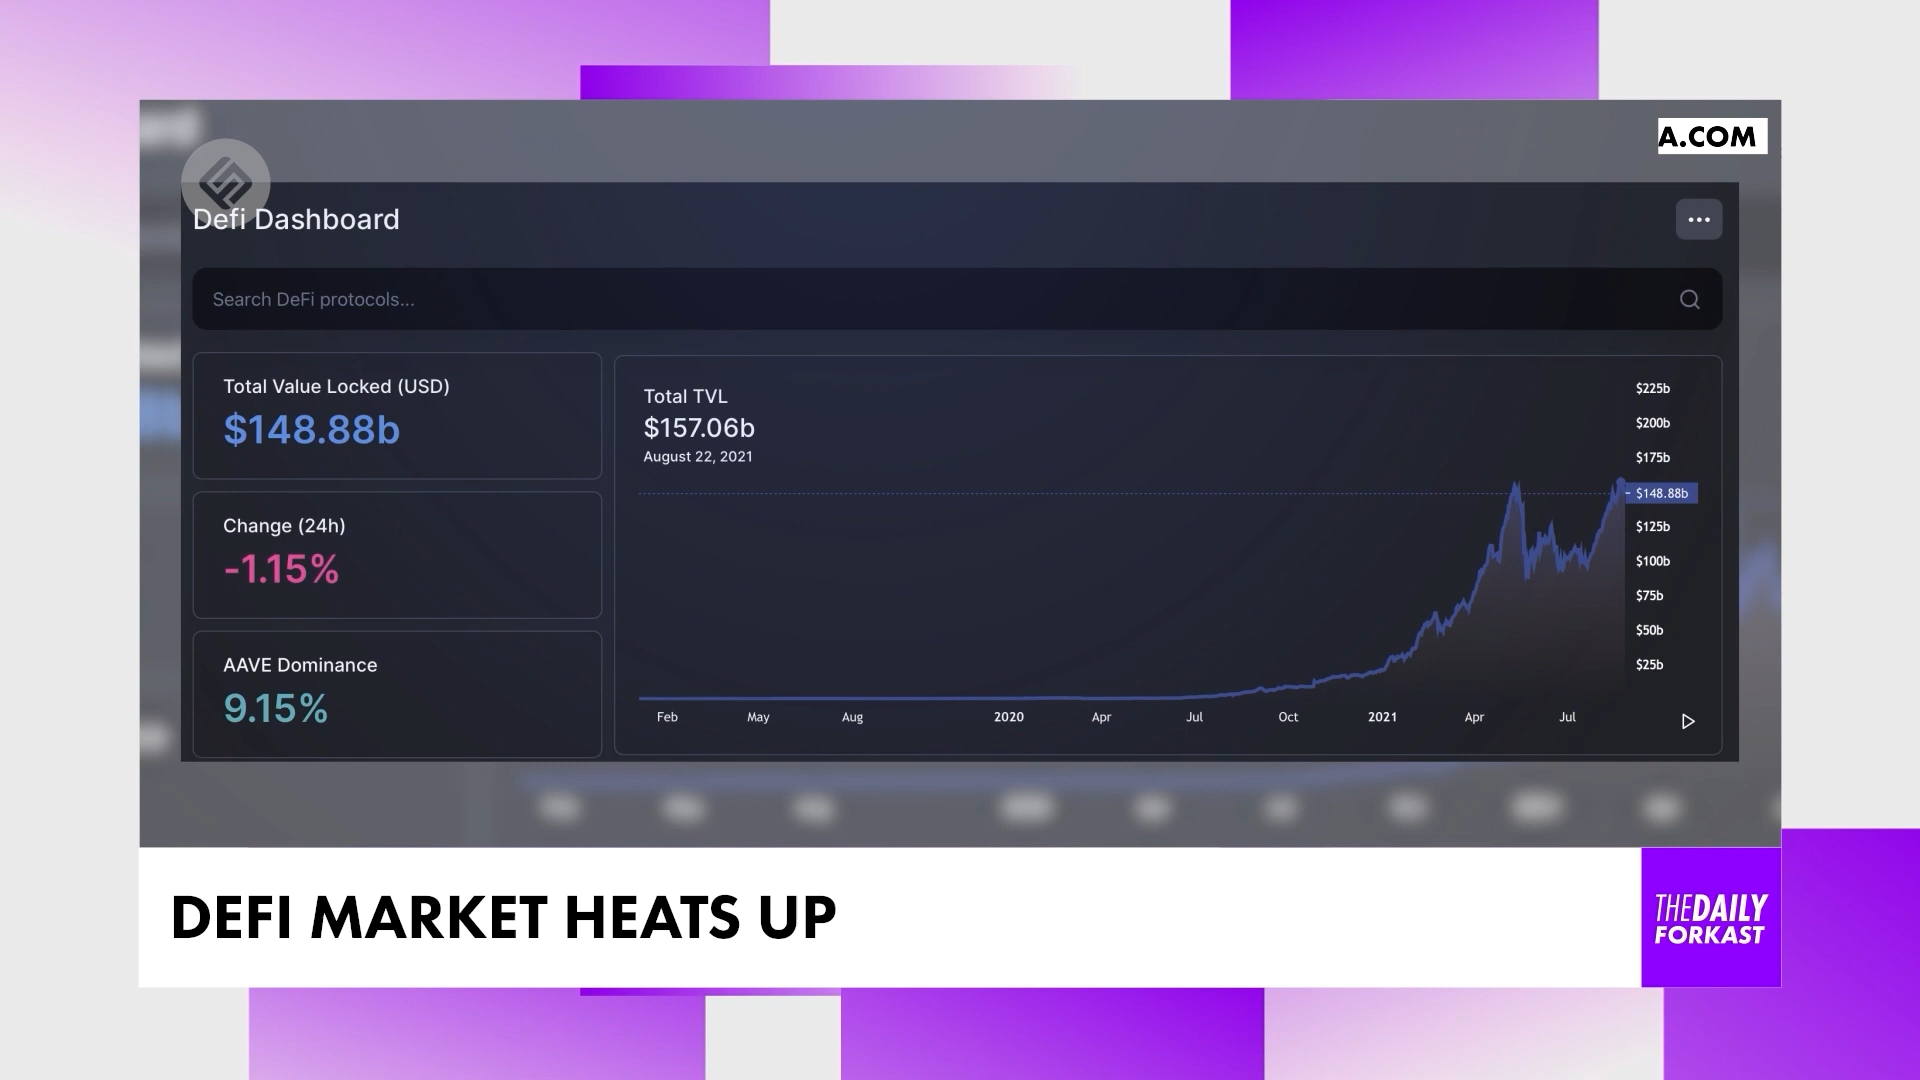 A.COM
Defi Dashboard
Search DeFi protocols...
Total Value Locked (USD)
$148.88b
Change (24h)
-1.15%
AAVE Dominance
9.15%
Total TVL
$157.06b
August 22, 2021
$225b
$200b
$175b
$148.88b
$125b
$100b
$75b
$50b
$25b
Feb May Aug 2020 Apr Jul Oct 2021 Apr Jul
DEFI MARKET HEATS UP
THE DAILY
FORKAST